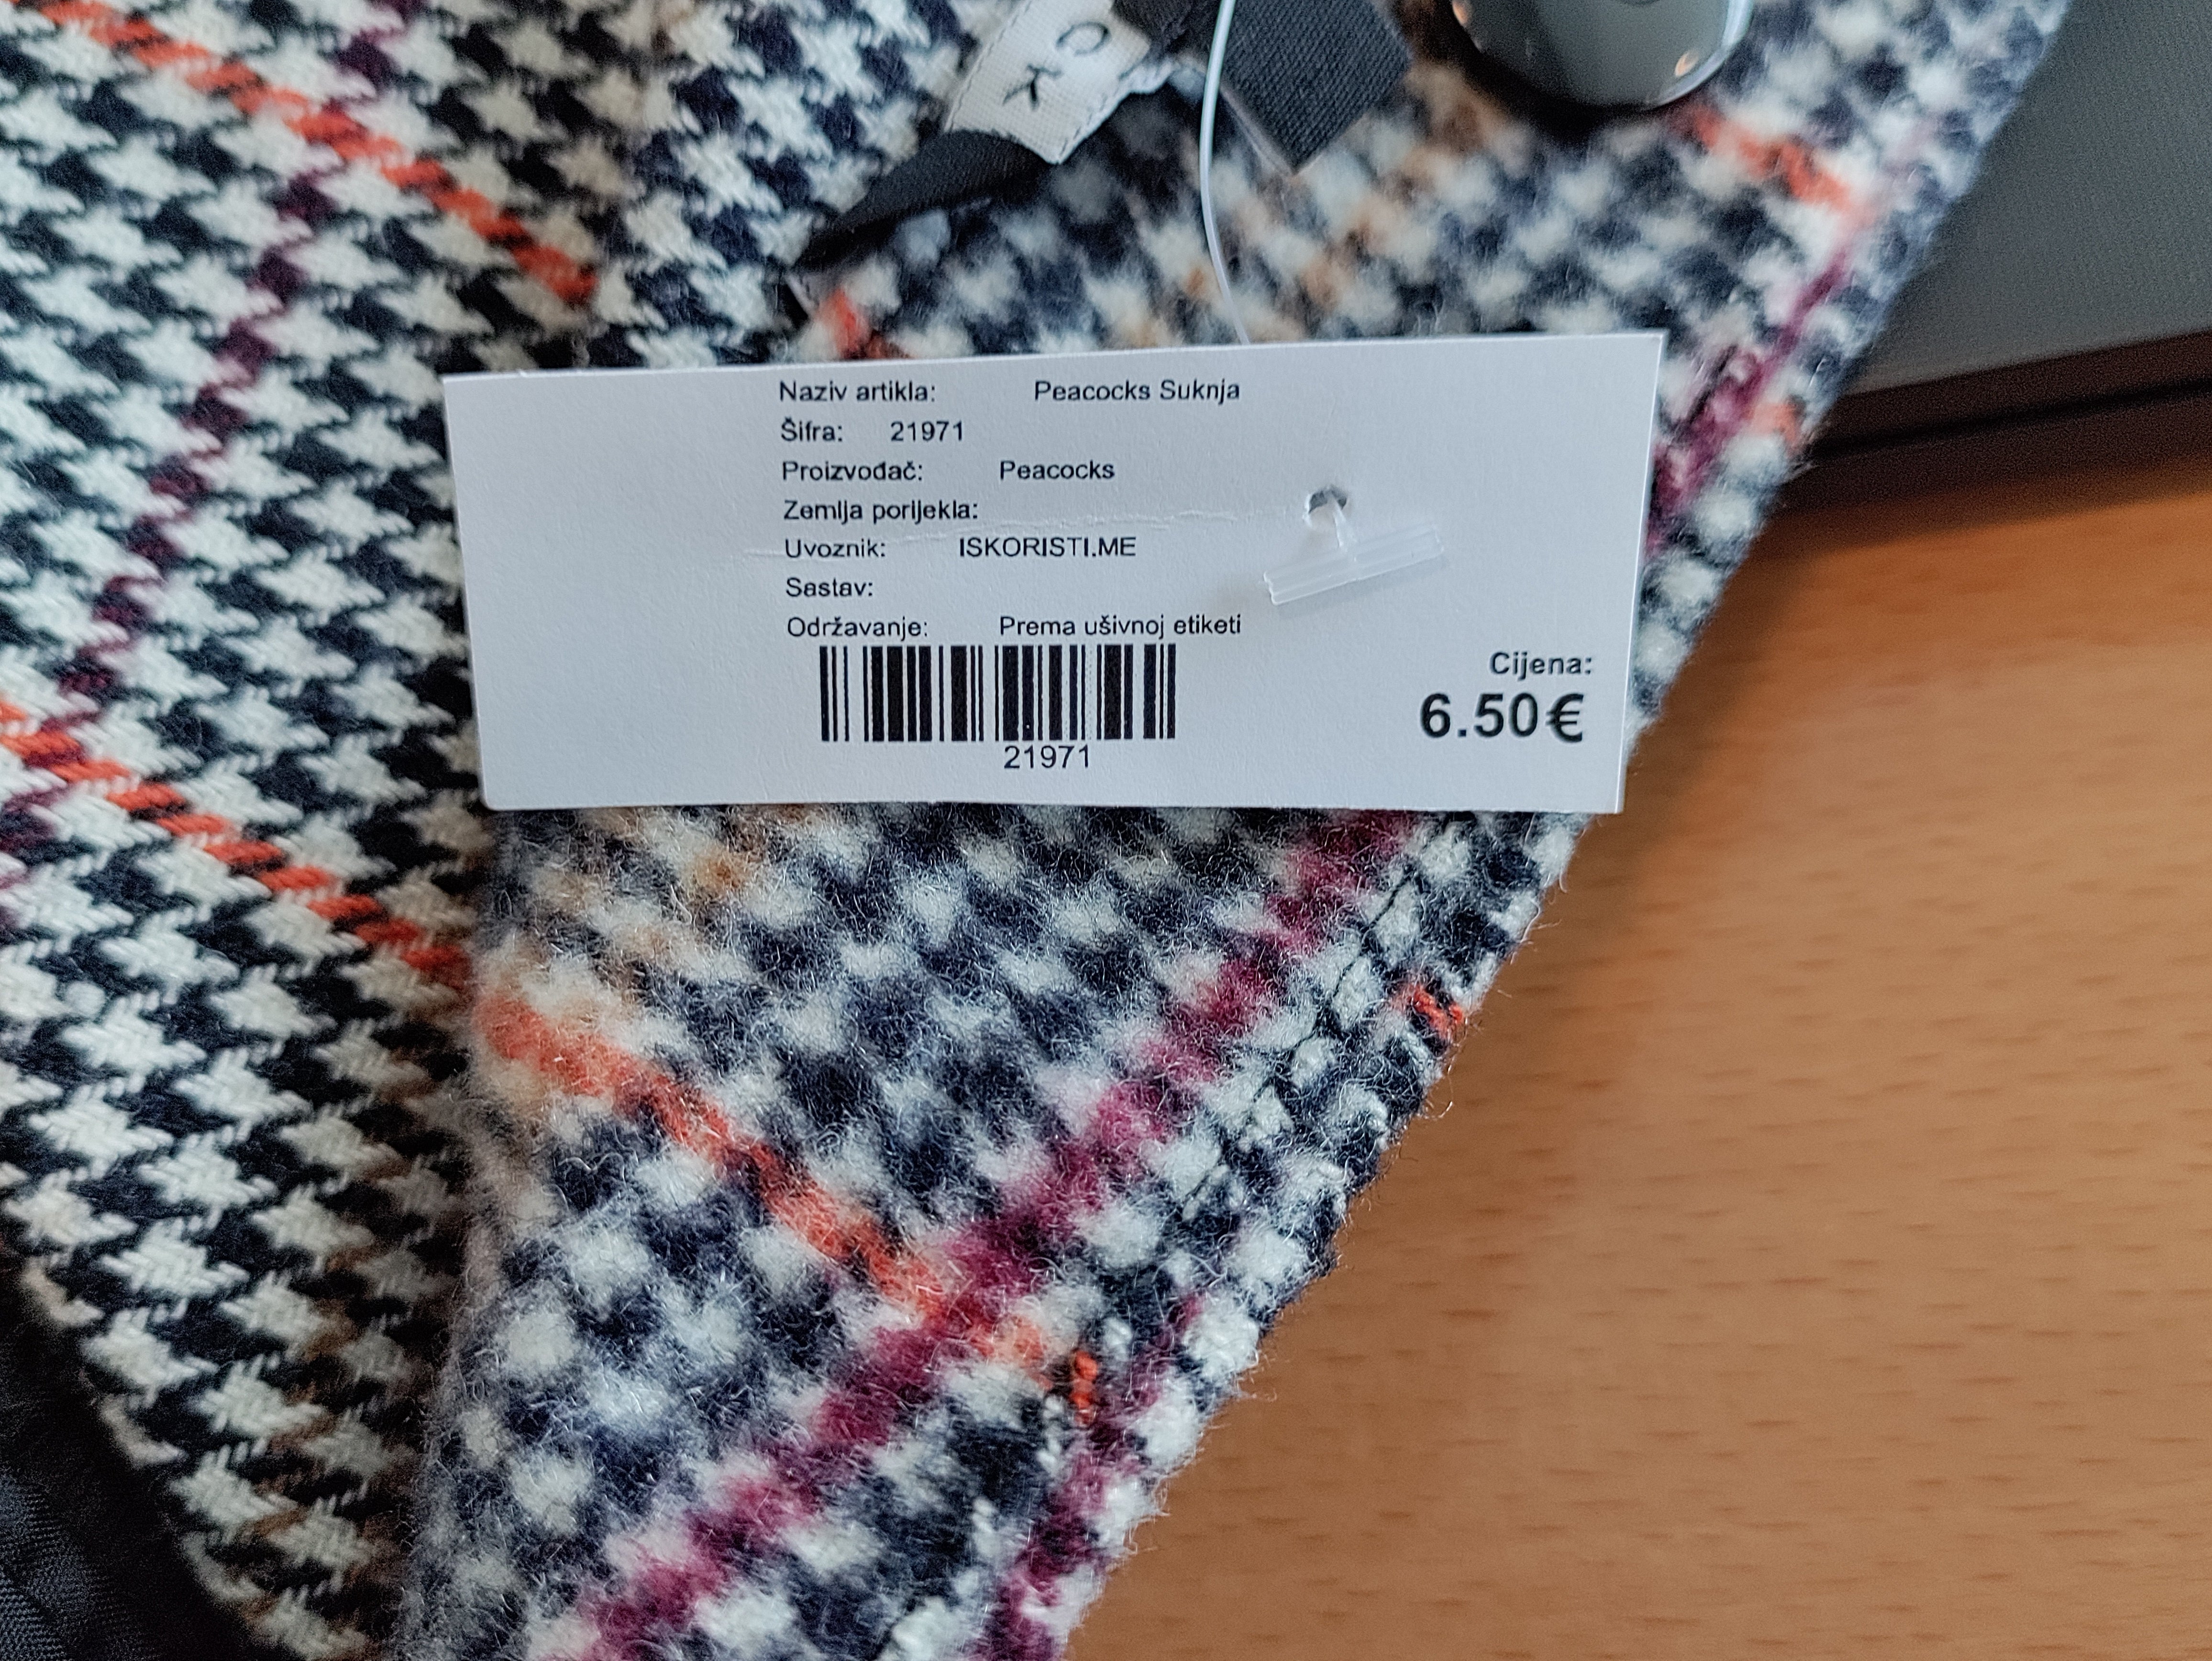 OCK
Naziv artikla: Peacocks Suknja
Šifra: 21971
Proizvođač: Peacocks
Zemlja porijekla:
Uvoznik: ISKORISTI.ME
Sastav:
Održavanje: Prema ušivnoj etiketi
21971
Cijena:
6.50€